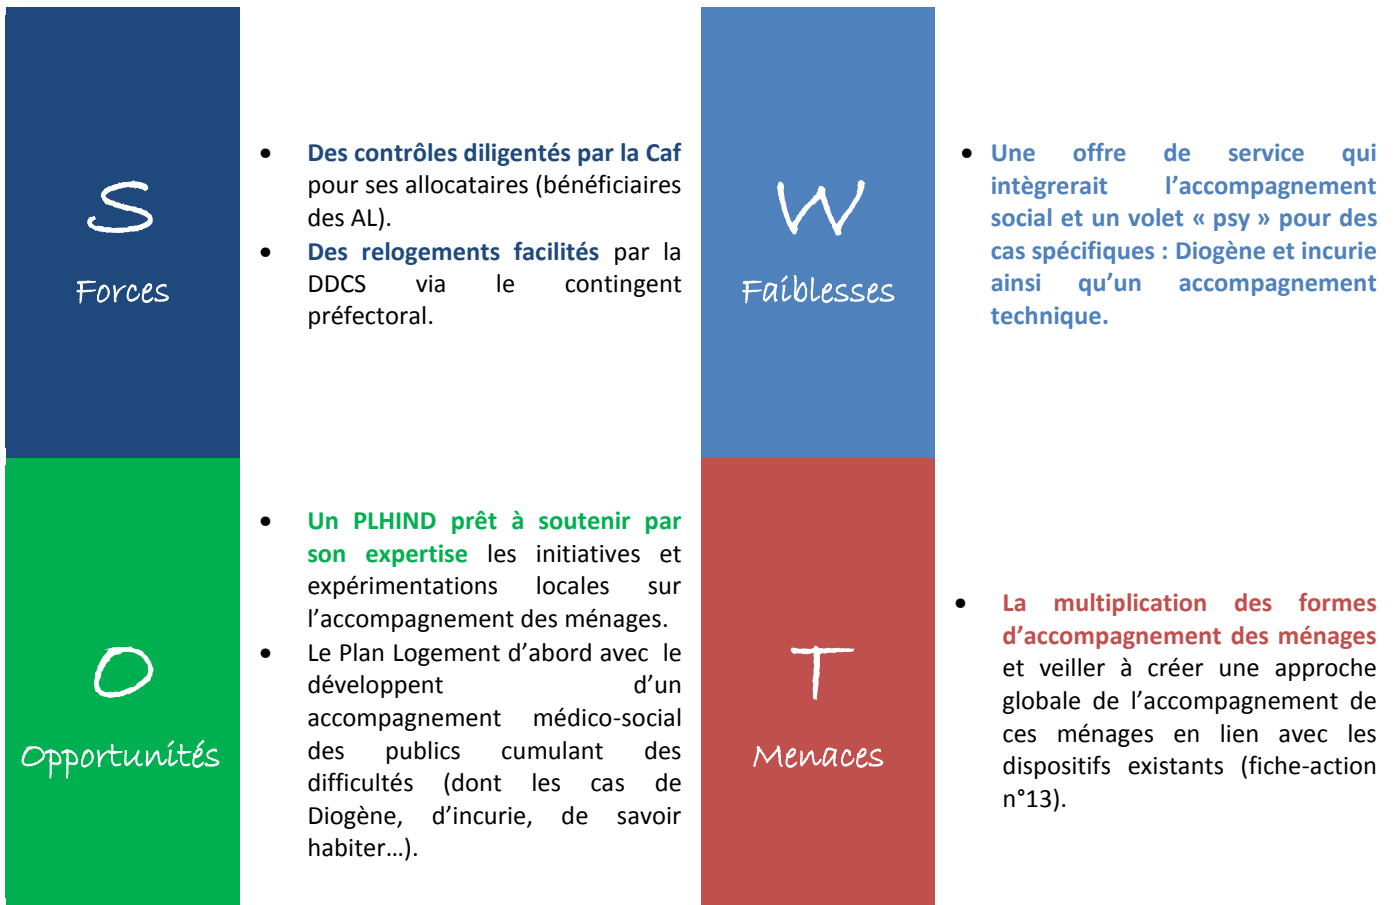 S
Forces
• Des contrôles diligentés par la Caf
pour ses allocataires (bénéficiaires
des AL).
• Des relogements facilités par la
DDCS via le contingent
préfectoral.
W
Faiblesses
• Une offre de service qui
intègrerait l’accompagnement
social et un volet « psy » pour des
cas spécifiques : Diogène et incurie
ainsi qu’un accompagnement
technique.
O
Opportunités
• Un PLHIND prêt à soutenir par
son expertise les initiatives et
expérimentations locales sur
l’accompagnement des ménages.
• Le Plan Logement d’abord avec le
développent d’un
accompagnement médico-social
des publics cumulant des
difficultés (dont les cas de
Diogène, d’incurie, de savoir
habiter…).
T
Menaces
• La multiplication des formes
d’accompagnement des ménages
et veiller à créer une approche
globale de l’accompagnement de
ces ménages en lien avec les
dispositifs existants (fiche-action
n°13).